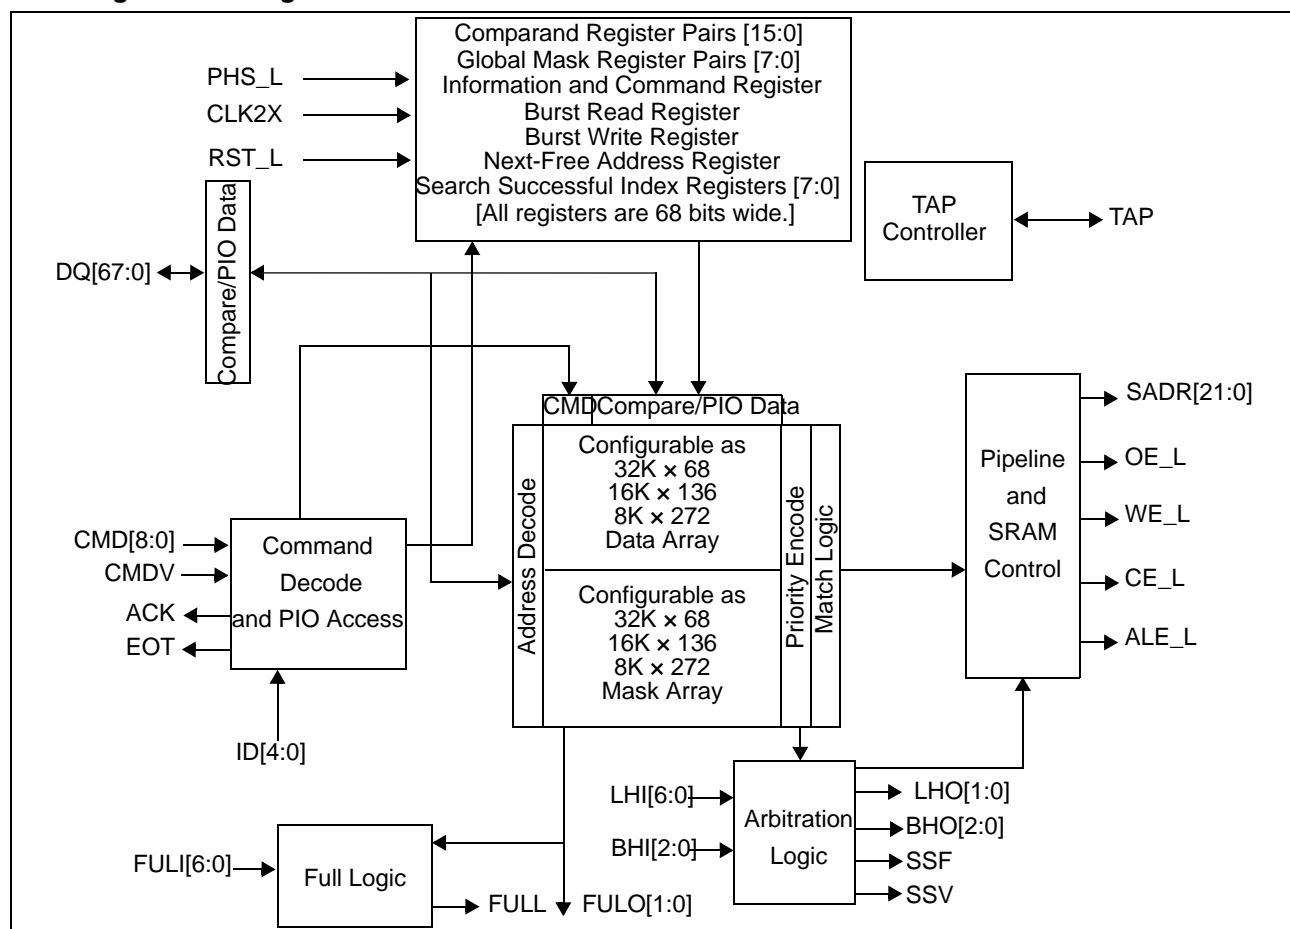 Comparand Register Pairs [15:0]
Global Mask Register Pairs [7:0]
Information and Command Register
Burst Read Register
Burst Write Register
Next-Free Address Register
Search Successful Index Registers [7:0]
[All registers are 68 bits wide.]
PHS_L
CLK2X
RST_L
TAP
Controller
TAP
DQ[67:0]
Compare/PIO Data
CMD
Compare/PIO Data
Address Decode
Configurable as
32K × 68
16K × 136
8K × 272
Data Array
Configurable as
32K × 68
16K × 136
8K × 272
Mask Array
Priority Encode
Match Logic
Pipeline
and
SRAM
Control
SADR[21:0]
OE_L
WE_L
CE_L
ALE_L
CMD[8:0]
CMDV
ACK
EOT
Command
Decode
and PIO Access
ID[4:0]
LHI[6:0]
BHI[2:0]
Arbitration
Logic
LHO[1:0]
BHO[2:0]
SSF
SSV
FULI[6:0]
Full Logic
FULL
FULO[1:0]